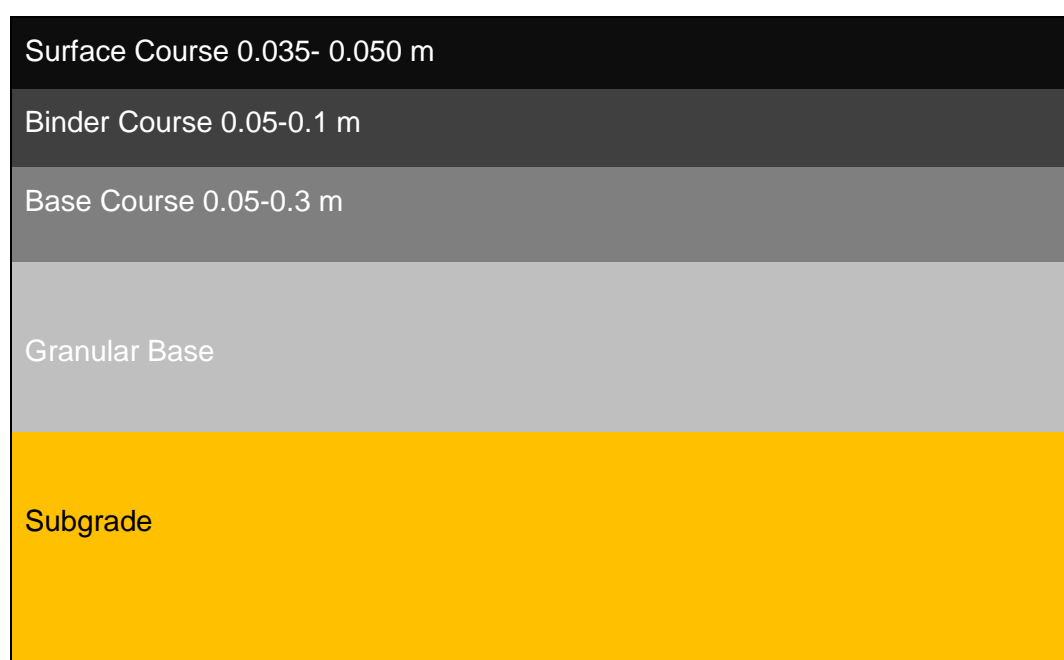 Surface Course 0.035- 0.050 m
Binder Course 0.05-0.1 m
Base Course 0.05-0.3 m
Granular Base
Subgrade